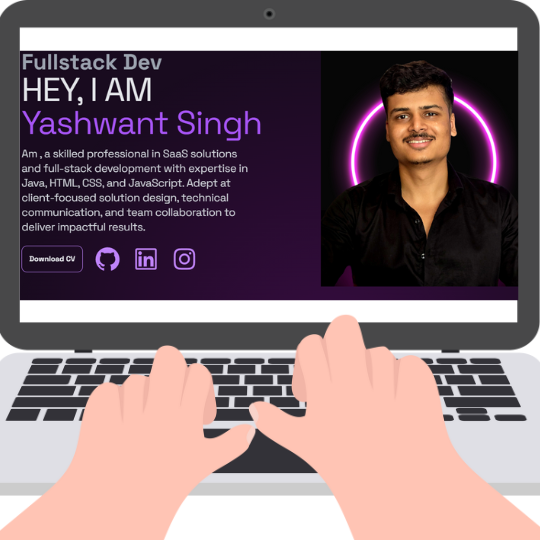 Fullstack Dev
HEY, I AM
Yashwant Singh
Am , a skilled professional in SaaS solutions
and full-stack development with expertise in
Java, HTML, CSS, and JavaScript. Adept at
client-focused solution design, technical
communication, and team collaboration to
deliver impactful results.
Download CV